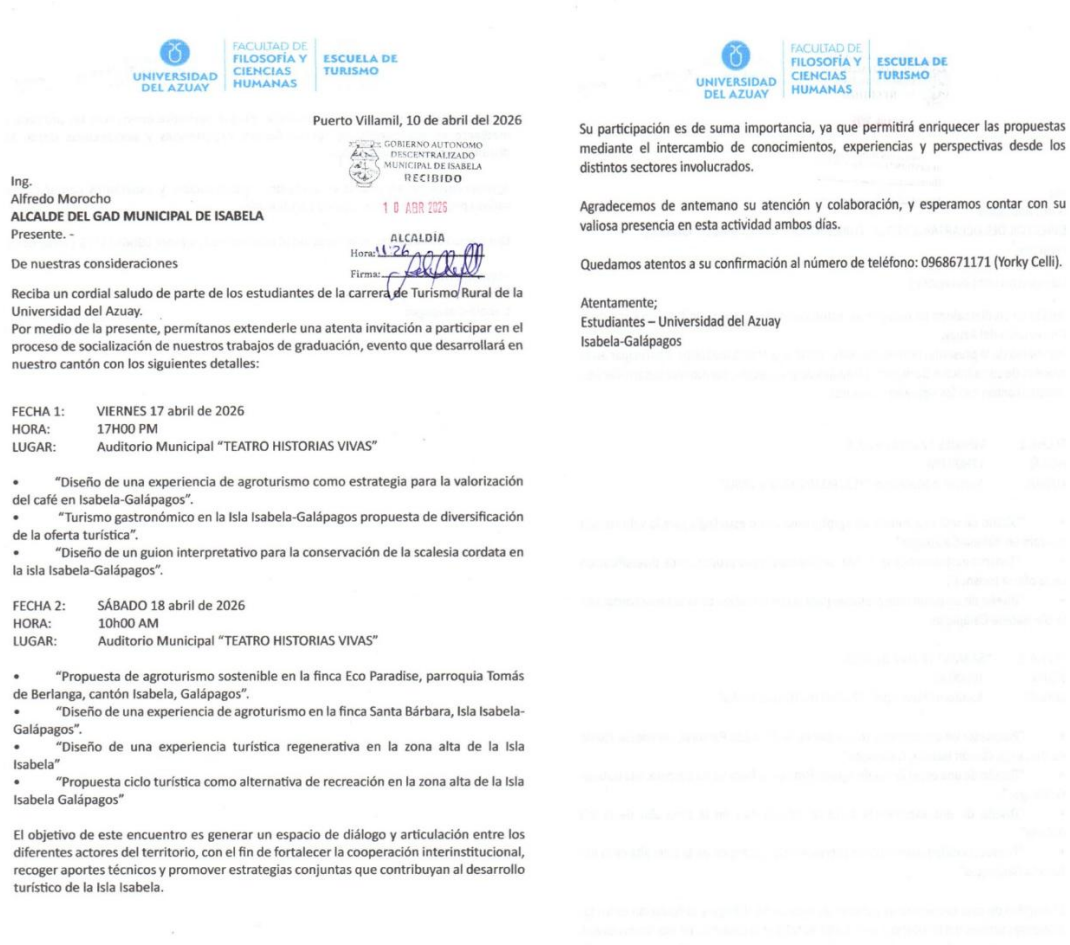 UNIVERSIDAD
DEL AZUAY
FACULTAD DE
FILOSOFÍA Y
CIENCIAS
HUMANAS
ESCUELA DE
TURISMO
Puerto Villamil, 10 de abril del 2026
GOBIERNO AUTONOMO
DESCENTRALIZADO
MUNICIPAL DE ISABELA
RECIBIDO
10 ABR 2026
ALCALDÍA
Hora: 11:26
Firma:
Ing.
Alfredo Morocho
ALCALDE DEL GAD MUNICIPAL DE ISABELA
Presente. -
De nuestras consideraciones
Reciba un cordial saludo de parte de los estudiantes de la carrera de Turismo Rural de la
Universidad del Azuay.
Por medio de la presente, permítanos extenderle una atenta invitación a participar en el
proceso de socialización de nuestros trabajos de graduación, evento que desarrollará en
nuestro cantón con los siguientes detalles:
FECHA 1: VIERNES 17 abril de 2026
HORA: 17H00 PM
LUGAR: Auditorio Municipal “TEATRO HISTORIAS VIVAS”
• “Diseño de una experiencia de agroturismo como estrategia para la valorización
del café en Isabela-Galápagos”.
• “Turismo gastronómico en la Isla Isabela-Galápagos propuesta de diversificación
de la oferta turística”.
• “Diseño de un guion interpretativo para la conservación de la scalesia cordata en
la isla Isabela-Galápagos”.
FECHA 2: SÁBADO 18 abril de 2026
HORA: 10h00 AM
LUGAR: Auditorio Municipal “TEATRO HISTORIAS VIVAS”
• “Propuesta de agroturismo sostenible en la finca Eco Paradise, parroquia Tomás
de Berlanga, cantón Isabela, Galápagos”.
• “Diseño de una experiencia de agroturismo en la finca Santa Bárbara, Isla Isabela-
Galápagos”.
• “Diseño de una experiencia turística regenerativa en la zona alta de la Isla
Isabela”
• “Propuesta ciclo turística como alternativa de recreación en la zona alta de la Isla
Isabela Galápagos”
El objetivo de este encuentro es generar un espacio de diálogo y articulación entre los
diferentes actores del territorio, con el fin de fortalecer la cooperación interinstitucional,
recoger aportes técnicos y promover estrategias conjuntas que contribuyan al desarrollo
turístico de la Isla Isabela.
UNIVERSIDAD
DEL AZUAY
FACULTAD DE
FILOSOFÍA Y
CIENCIAS
HUMANAS
ESCUELA DE
TURISMO
Su participación es de suma importancia, ya que permitirá enriquecer las propuestas
mediante el intercambio de conocimientos, experiencias y perspectivas desde los
distintos sectores involucrados.
Agradecemos de antemano su atención y colaboración, y esperamos contar con su
valiosa presencia en esta actividad ambos días.
Quedamos atentos a su confirmación al número de teléfono: 0968671171 (Yorky Celli).
Atentamente;
Estudiantes – Universidad del Azuay
Isabela-Galápagos